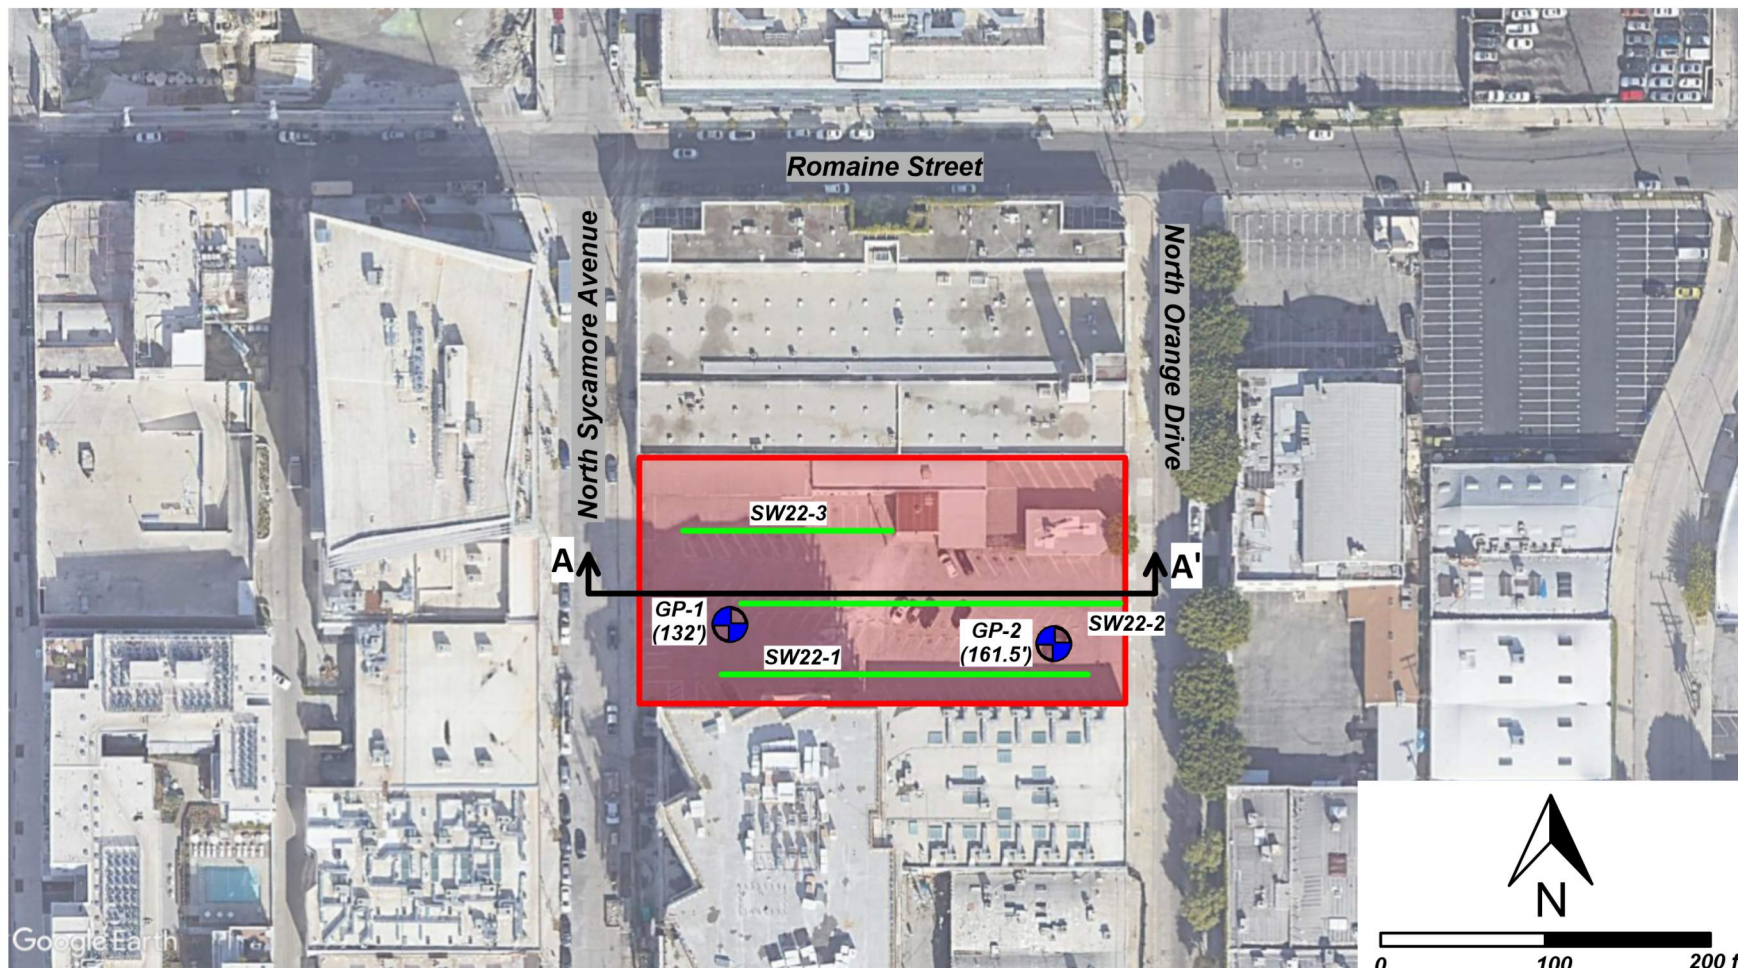 Romaine Street
North Sycamore Avenue
North Orange Drive
SW22-3
A
A'
GP-1
(132')
SW22-2
GP-2
(161.5')
SW22-1
N
Google Earth
0 100 200 f